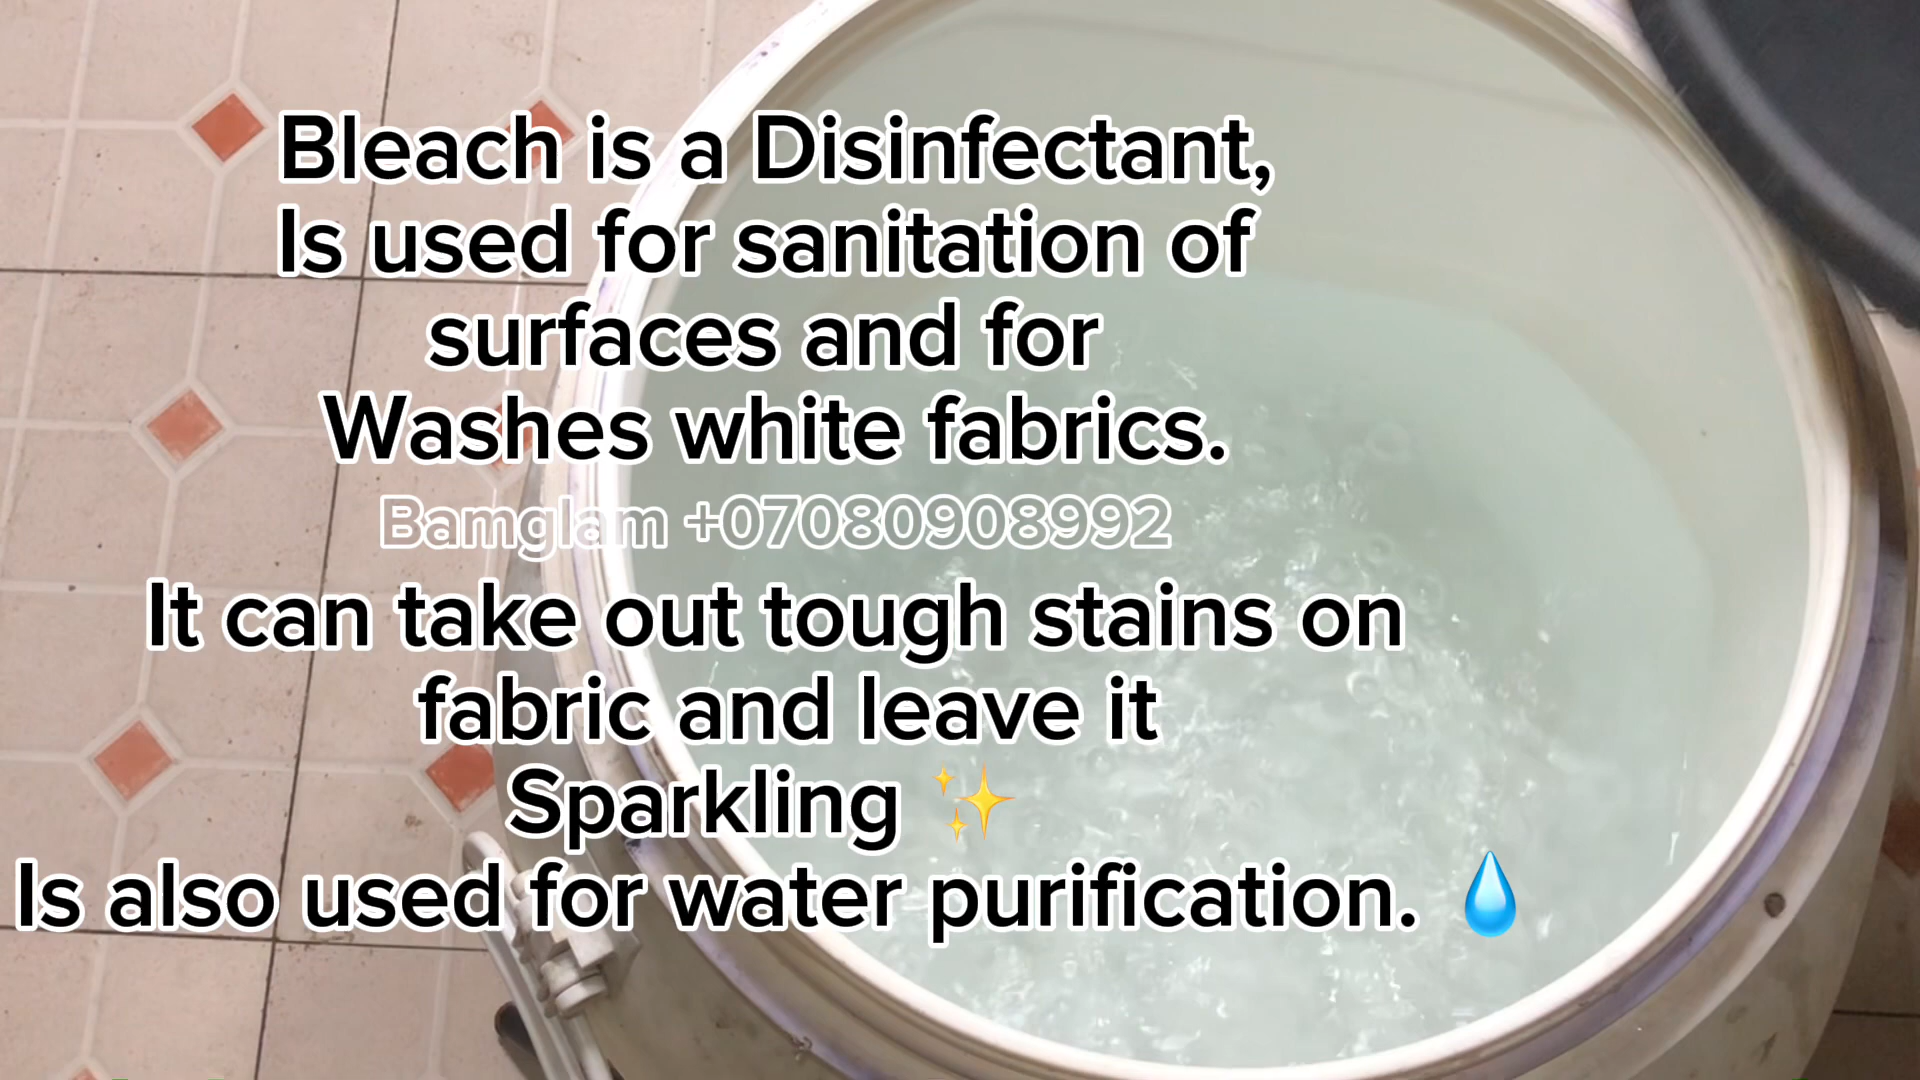 Bleach is a Disinfectant,
Is used for sanitation of
surfaces and for
Washes white fabrics.
Bamglam +07080908992
It can take out tough stains on
fabric and leave it
Sparkling ✨
Is also used for water purification. 💧